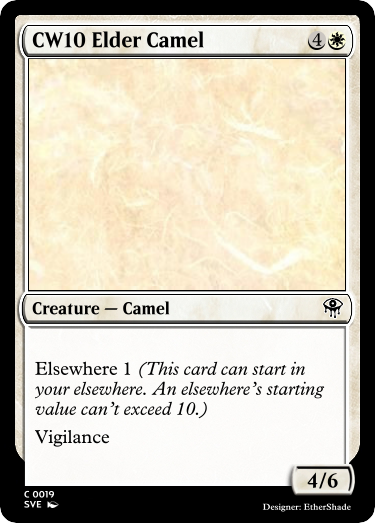 CW10 Elder Camel 4
Creature — Camel
Elsewhere 1 (This card can start in
your elsewhere. An elsewhere's starting
value can't exceed 10.)
Vigilance
4/6
C 0019
SVE
Designer: EtherShade